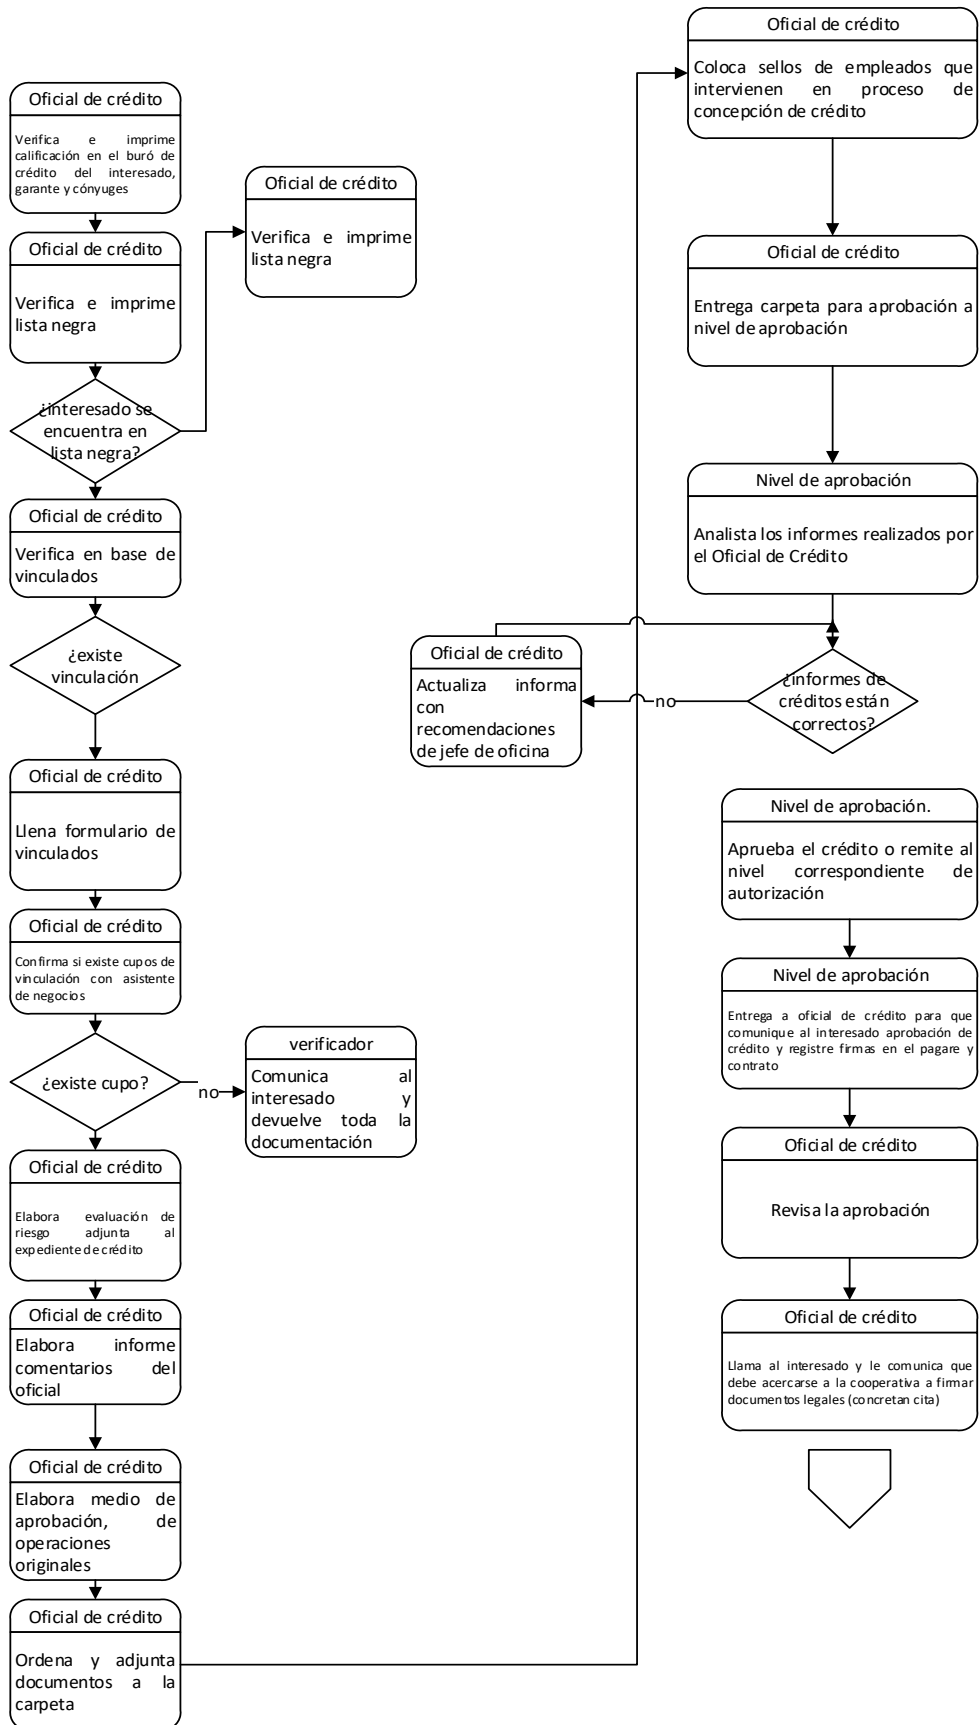 Oficial de crédito
Verifica e imprime
calificación en el buró de
crédito del interesado,
garante y cónyuges
Oficial de crédito
Verifica e imprime
lista negra
¿interesado se
encuentra en
lista negra?
Oficial de crédito
Verifica e imprime
lista negra
Oficial de crédito
Verifica en base de
vinculados
¿existe
vinculación
Oficial de crédito
Llena formulario de
vinculados
Oficial de crédito
Confirma si existe cupos de
vinculación con asistente
de negocios
¿existe cupo?
no
verificador
Comunica al
interesado y
devuelve toda la
documentación
Oficial de crédito
Elabora evaluación de
riesgo adjunta al
expediente de crédito
Oficial de crédito
Elabora informe
comentarios del
oficial
Oficial de crédito
Elabora medio de
aprobación, de
operaciones
originales
Oficial de crédito
Ordena y adjunta
documentos a la
carpeta
Oficial de crédito
Coloca sellos de empleados que
intervienen en proceso de
concepción de crédito
Oficial de crédito
Entrega carpeta para aprobación a
nivel de aprobación
Nivel de aprobación
Analista los informes realizados por
el Oficial de Crédito
¿informes de
créditos están
correctos?
no
Oficial de crédito
Actualiza informa
con
recomendaciones
de jefe de oficina
Nivel de aprobación.
Aprueba el crédito o remite al
nivel correspondiente de
autorización
Nivel de aprobación
Entrega a oficial de crédito para que
comunique al interesado aprobación de
crédito y registre firmas en el pagare y
contrato
Oficial de crédito
Revisa la aprobación
Oficial de crédito
Llama al interesado y le comunica que
debe acercarse a la cooperativa a firmar
documentos legales (concretan cita)